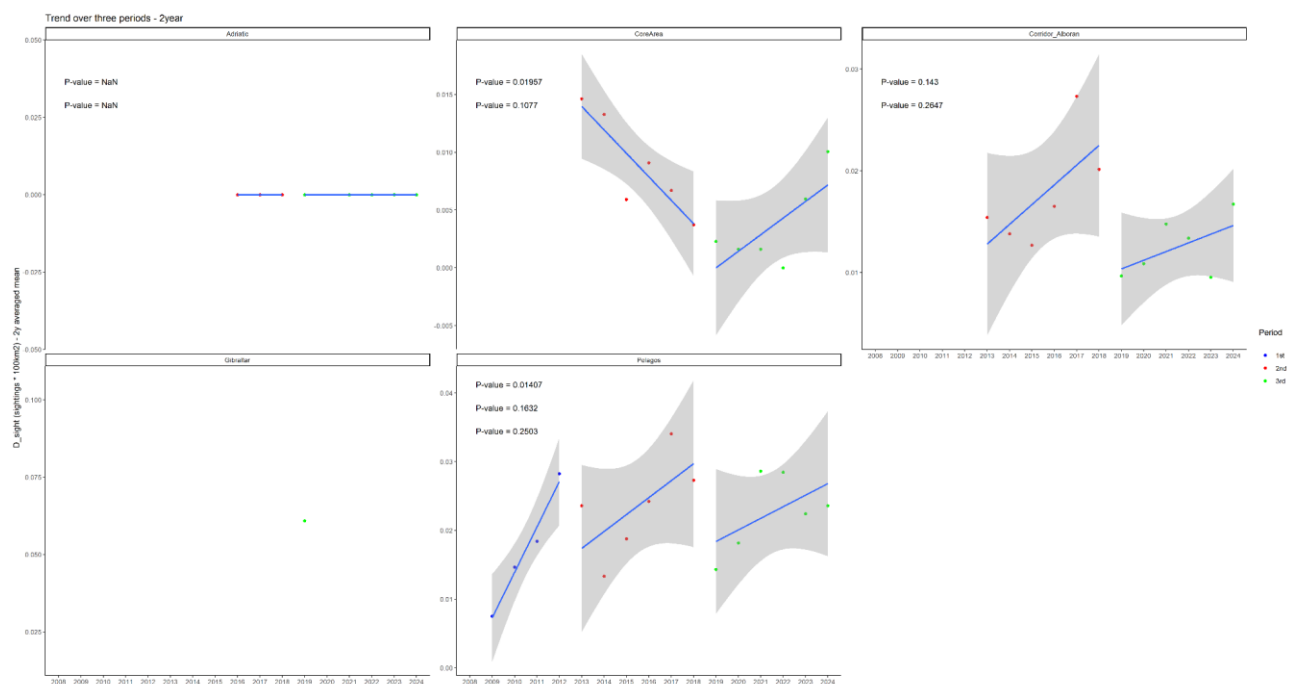 Trend over three periods - 2year
Adriatic
CoreArea
Corridor_Alboran
0.050
0.025
0.000
-0.025
-0.050
P-value = NaN
P-value = NaN
0.015
0.010
0.005
0.000
-0.005
P-value = 0.01957
P-value = 0.1077
0.03
0.02
0.01
P-value = 0.143
P-value = 0.2647
2008 2009 2010 2011 2012 2013 2014 2015 2016 2017 2018 2019 2020 2021 2022 2023 2024
D_sight (sightings * 100km2) - 2y averaged mean
Gibraltar
Pelagos
0.100
0.075
0.050
0.025
0.04
0.03
0.02
0.01
0.00
P-value = 0.01407
P-value = 0.1632
P-value = 0.2503
2008 2009 2010 2011 2012 2013 2014 2015 2016 2017 2018 2019 2020 2021 2022 2023 2024
2008 2009 2010 2011 2012 2013 2014 2015 2016 2017 2018 2019 2020 2021 2022 2023 2024
Period
1st
2nd
3rd